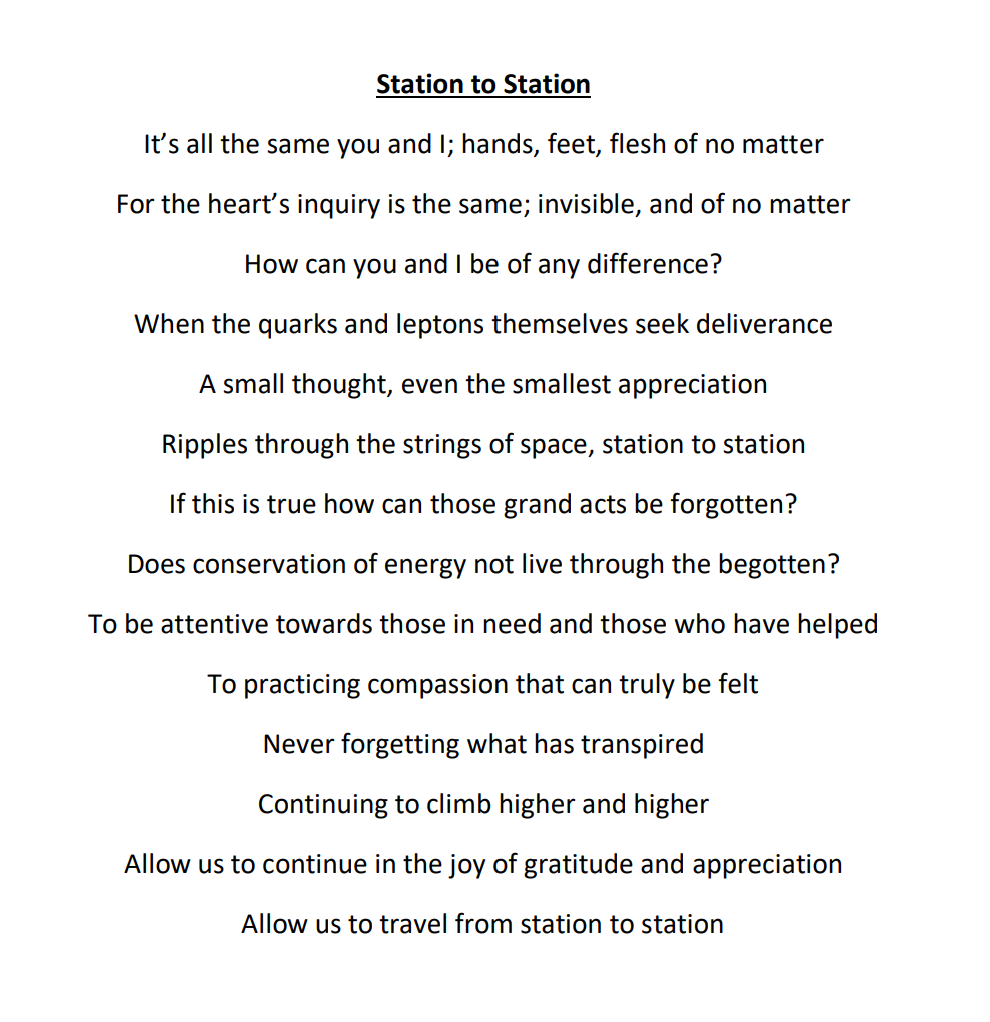 Station to Station
It’s all the same you and I; hands, feet, flesh of no matter
For the heart’s inquiry is the same; invisible, and of no matter
How can you and I be of any difference?
When the quarks and leptons themselves seek deliverance
A small thought, even the smallest appreciation
Ripples through the strings of space, station to station
If this is true how can those grand acts be forgotten?
Does conservation of energy not live through the begotten?
To be attentive towards those in need and those who have helped
To practicing compassion that can truly be felt
Never forgetting what has transpired
Continuing to climb higher and higher
Allow us to continue in the joy of gratitude and appreciation
Allow us to travel from station to station